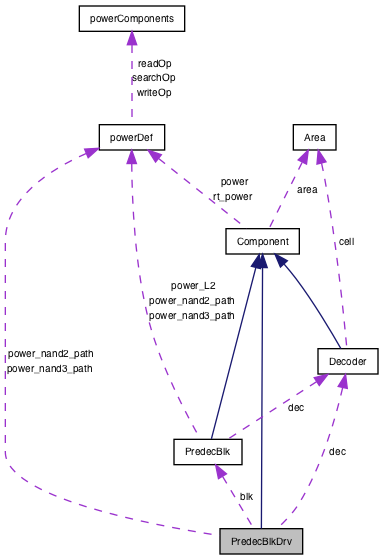 powerComponents
readOp
searchOp
writeOp
powerDef
Area
power
rt_power
area
Component
cell
power_L2
power_nand2_path
power_nand3_path
power_nand2_path
power_nand3_path
Decoder
dec
PredecBlk
dec
blk
PredecBlkDrv